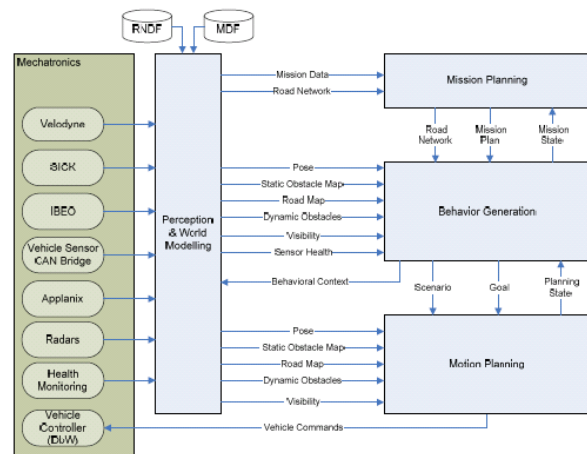 RNDF
MDF
Mechatronics
Velodyne
SICK
IBEO
Vehicle Sensor
CAN Bridge
Applanix
Radars
Health
Monitoring
Vehicle
Controller
(DbW)
Perception
& World
Modelling
Mission Data
Road Network
Pose
Static Obstacle Map
Road Map
Dynamic Obstacles
Visibility
Sensor Health
Behavioral Context
Pose
Static Obstacle Map
Road Map
Dynamic Obstacles
Visibility
Vehicle Commands
Mission Planning
Road
Network
Mission
Plan
Mission
State
Behavior Generation
Scenario
Goal
Planning
State
Motion Planning